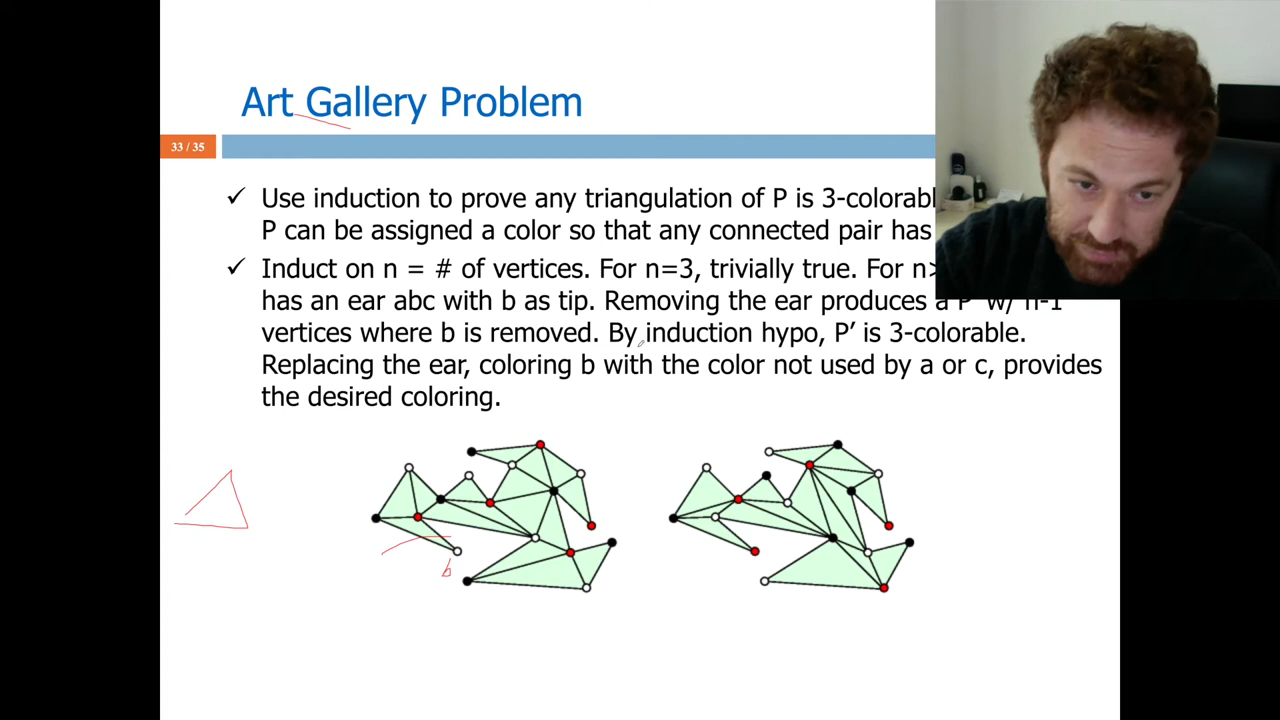 Art Gallery Problem
33 / 35
✓ Use induction to prove any triangulation of P is 3-colorabl
P can be assigned a color so that any connected pair has
✓ Induct on n = # of vertices. For n=3, trivially true. For n>
has an ear abc with b as tip. Removing the ear produces a P′ w/ n-1
vertices where b is removed. By induction hypo, P′ is 3-colorable.
Replacing the ear, coloring b with the color not used by a or c, provides
the desired coloring.
b